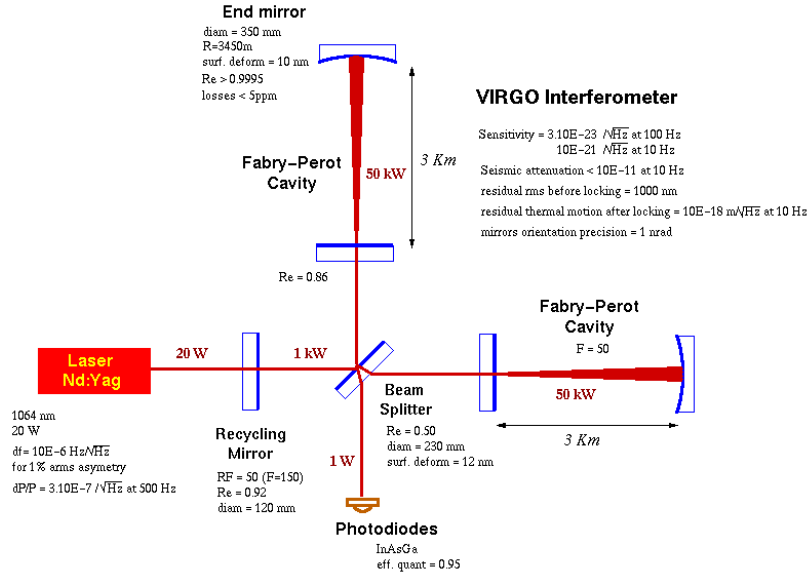 End mirror
diam = 350 mm
R=3450m
surf. deform = 10 nm
Re > 0.9995
losses < 5ppm
VIRGO Interferometer
Sensitivity = 3.10E-23 /√Hz at 100 Hz
10E-21 /√Hz at 10 Hz
Seismic attenuation < 10E-11 at 10 Hz
residual rms before locking = 1000 nm
residual thermal motion after locking = 10E-18 m/√Hz at 10 Hz
mirrors orientation precision = 1 nrad
Fabry-Perot
Cavity
50 kW
3 Km
Re = 0.86
Fabry-Perot
Cavity
F = 50
50 kW
3 Km
Laser
Nd:Yag
20 W
1 kW
1064 nm
20 W
df= 10E-6 Hz/√Hz
for 1% arms asymetry
dP/P = 3.10E-7 /√Hz at 500 Hz
Recycling
Mirror
RF = 50 (F=150)
Re = 0.92
diam = 120 mm
Beam
Splitter
Re = 0.50
diam = 230 mm
surf. deform = 12 nm
1 W
Photodiodes
InAsGa
eff. quant = 0.95